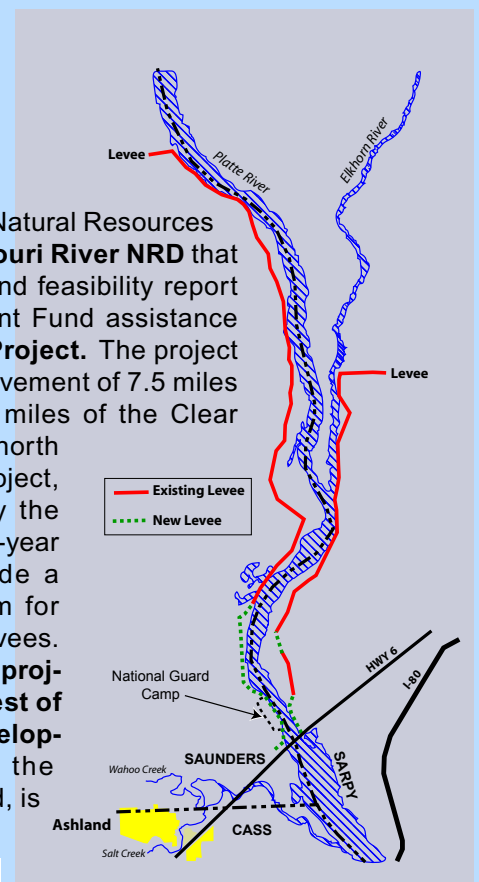 Natural Resources
ouri River NRD that
nd feasibility report
nt Fund assistance
Project. The project
vement of 7.5 miles
miles of the Clear
north
oject,
y the
-year
de a
m for
vees.
proj-
est of
elop-
the
d, is
Levee
Platte River
Elkhorn River
Levee
Existing Levee
New Levee
National Guard
Camp
HWY 6
I-80
SAUNDERS
SARPY
Wahoo Creek
Ashland
CASS
Salt Creek